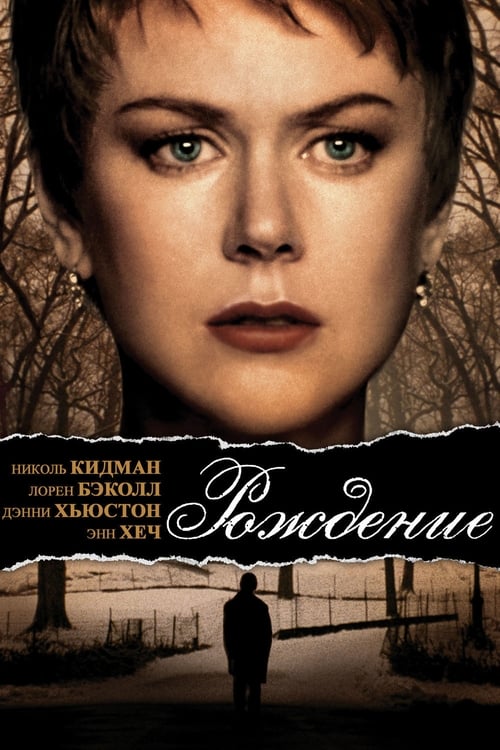 НИКОЛЬ КИДМАН
ЛОРЕН БЭКОЛЛ
ДЭННИ ХЬЮСТОН
ЭНН ХЕЧ
Рождение